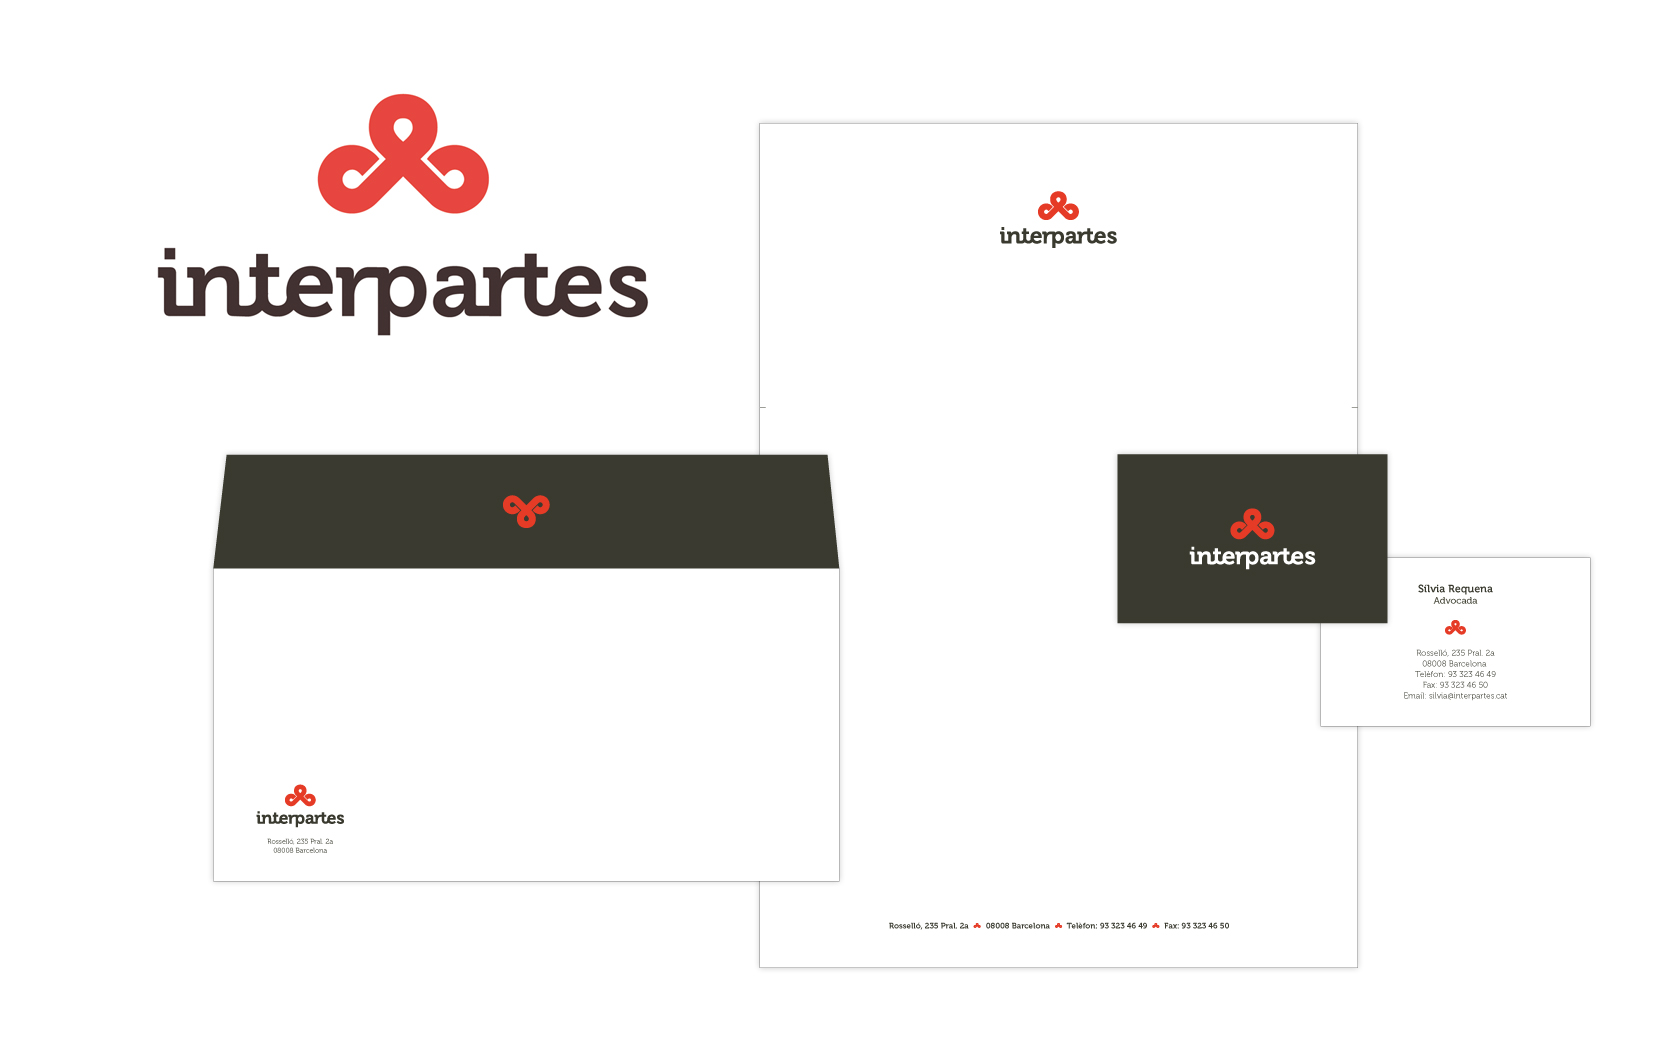 interpartes
interpartes
interpartes
Sílvia Requena
Advocada
Rosselló, 235 Pral. 2a
08008 Barcelona
Telèfon: 93 323 46 49
Fax: 93 323 46 50
Email: silvia@interpartes.cat
interpartes
Rosselló, 235 Pral. 2a
08008 Barcelona
Rosselló, 235 Pral. 2a 08008 Barcelona Telèfon: 93 323 46 49 Fax: 93 323 46 50